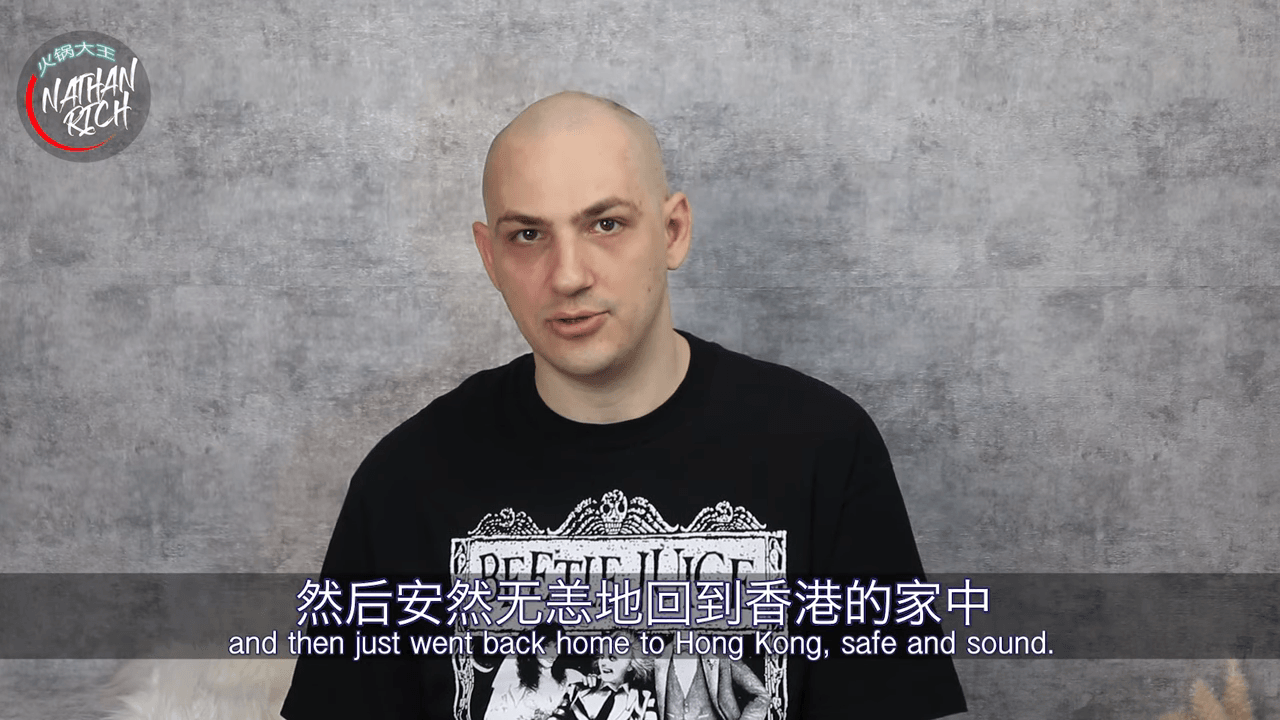 火锅大王
NATHAN
RICH
BEETLEJUICE
然后安然无恙地回到香港的家中
and then just went back home to Hong Kong, safe and sound.